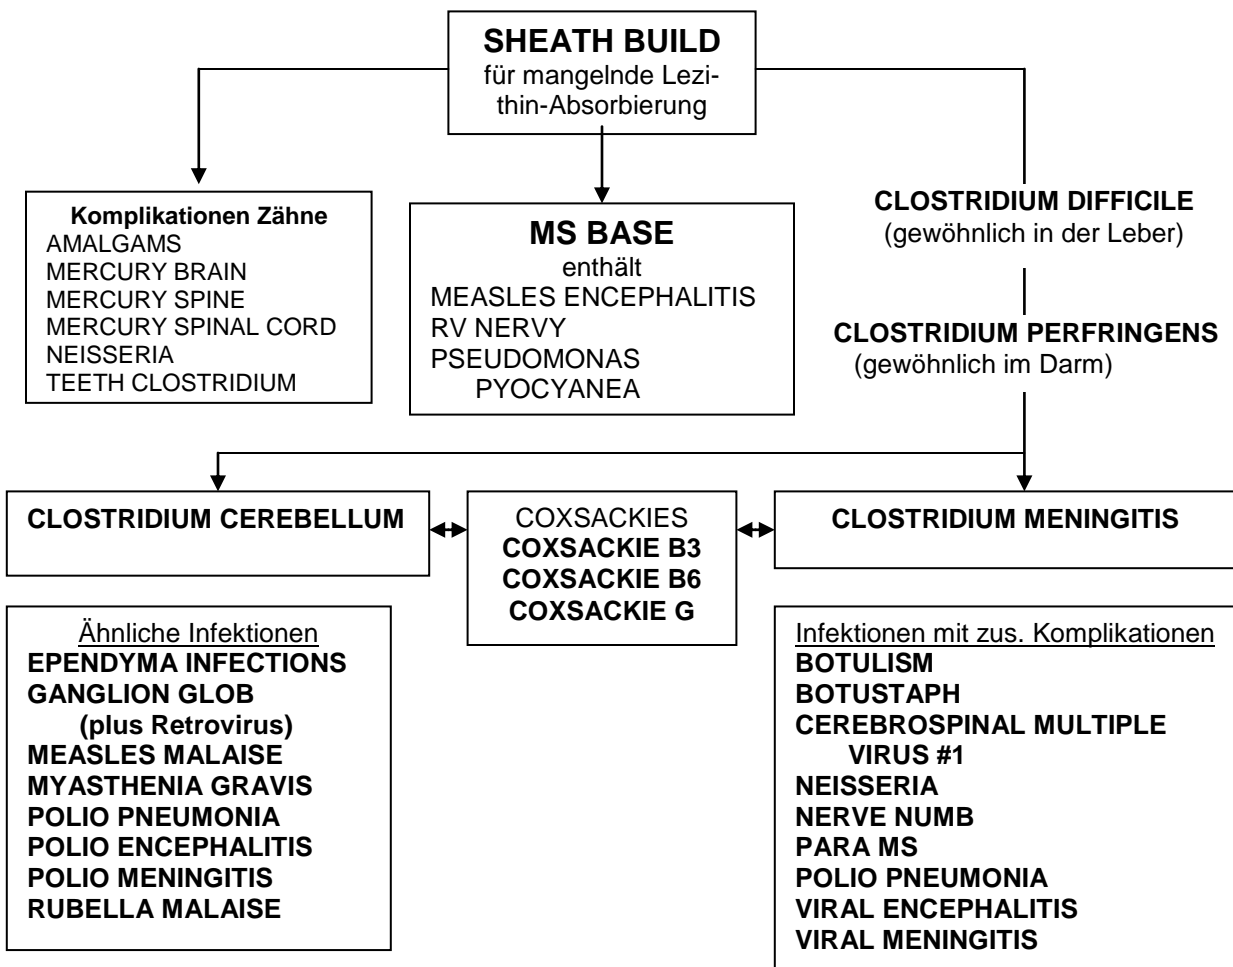 SHEATH BUILD
für mangelnde Lezi-
thin-Absorbierung
Komplikationen Zähne
AMALGAMS
MERCURY BRAIN
MERCURY SPINE
MERCURY SPINAL CORD
NEISSERIA
TEETH CLOSTRIDIUM
MS BASE
enthält
MEASLES ENCEPHALITIS
RV NERVY
PSEUDOMONAS
PYOCYANEA
CLOSTRIDIUM DIFFICILE
(gewöhnlich in der Leber)
CLOSTRIDIUM PERFRINGENS
(gewöhnlich im Darm)
CLOSTRIDIUM CEREBELLUM
COXSACKIES
COXSACKIE B3
COXSACKIE B6
COXSACKIE G
CLOSTRIDIUM MENINGITIS
Ähnliche Infektionen
EPENDYMA INFECTIONS
GANGLION GLOB
(plus Retrovirus)
MEASLES MALAISE
MYASTHENIA GRAVIS
POLIO PNEUMONIA
POLIO ENCEPHALITIS
POLIO MENINGITIS
RUBELLA MALAISE
Infektionen mit zus. Komplikationen
BOTULISM
BOTUSTAPH
CEREBROSPINAL MULTIPLE
VIRUS #1
NEISSERIA
NERVE NUMB
PARA MS
POLIO PNEUMONIA
VIRAL ENCEPHALITIS
VIRAL MENINGITIS